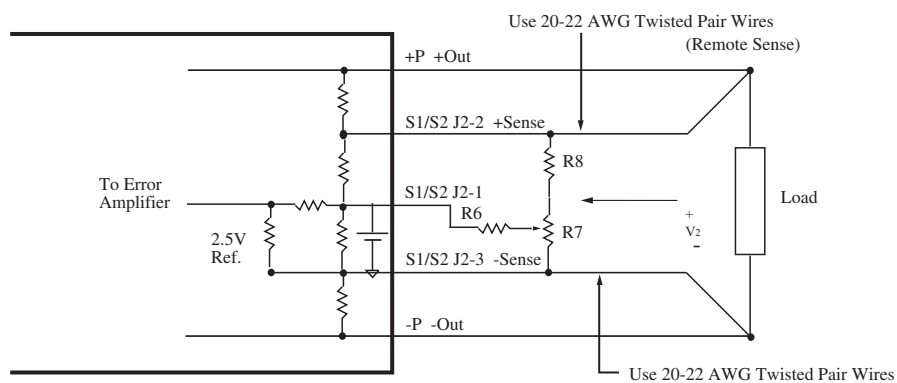 Use 20-22 AWG Twisted Pair Wires
(Remote Sense)
+P +Out
S1/S2 J2-2 +Sense
R8
To Error
Amplifier
S1/S2 J2-1
R6
R7
Load
+
V2
-
2.5V
Ref.
S1/S2 J2-3 -Sense
-P -Out
Use 20-22 AWG Twisted Pair Wires